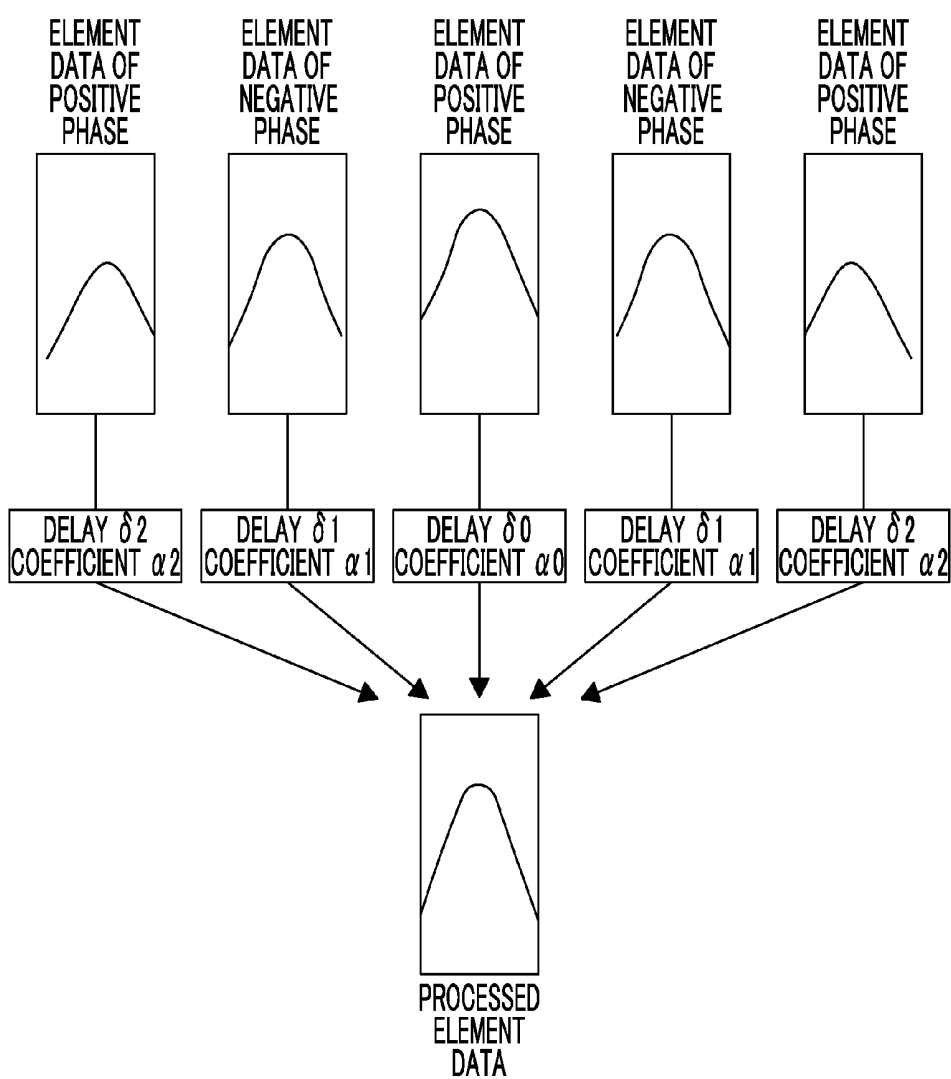 ELEMENT
DATA OF
POSITIVE
PHASE
ELEMENT
DATA OF
NEGATIVE
PHASE
ELEMENT
DATA OF
POSITIVE
PHASE
ELEMENT
DATA OF
NEGATIVE
PHASE
ELEMENT
DATA OF
POSITIVE
PHASE
DELAY δ2
COEFFICIENT α2
DELAY δ1
COEFFICIENT α1
DELAY δ0
COEFFICIENT α0
DELAY δ1
COEFFICIENT α1
DELAY δ2
COEFFICIENT α2
PROCESSED
ELEMENT
DATA